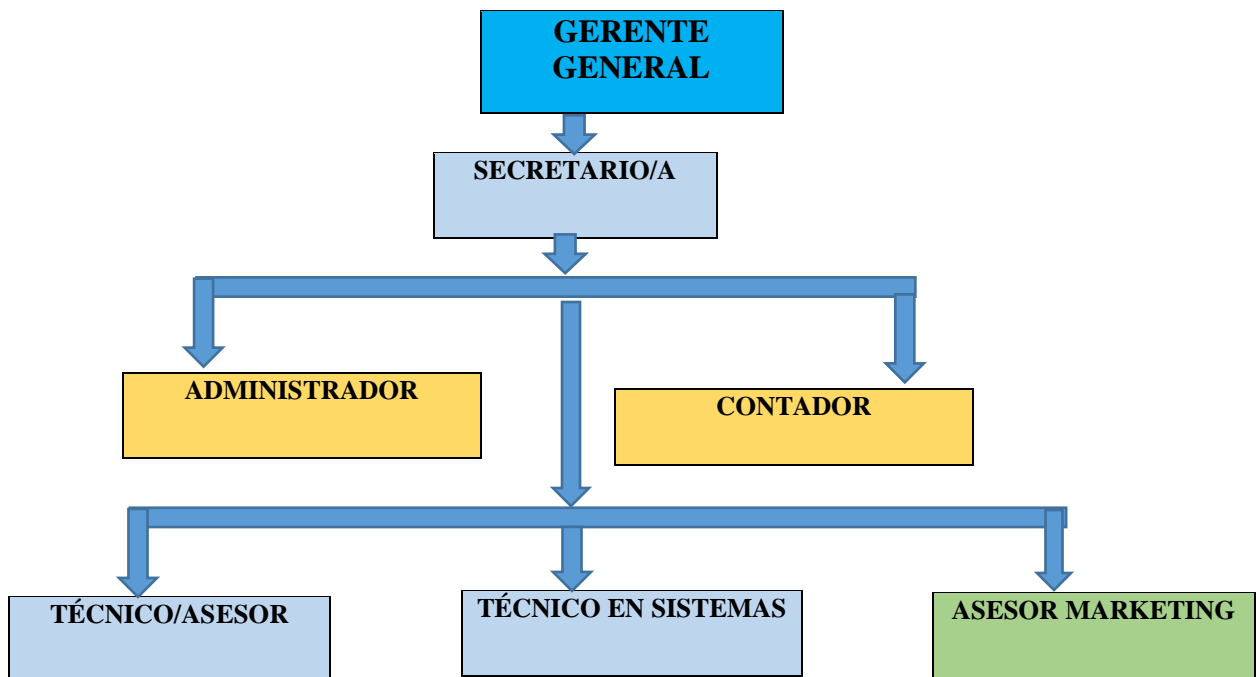 GERENTE
GENERAL
SECRETARIO/A
ADMINISTRADOR
CONTADOR
TÉCNICO/ASESOR
TÉCNICO EN SISTEMAS
ASESOR MARKETING